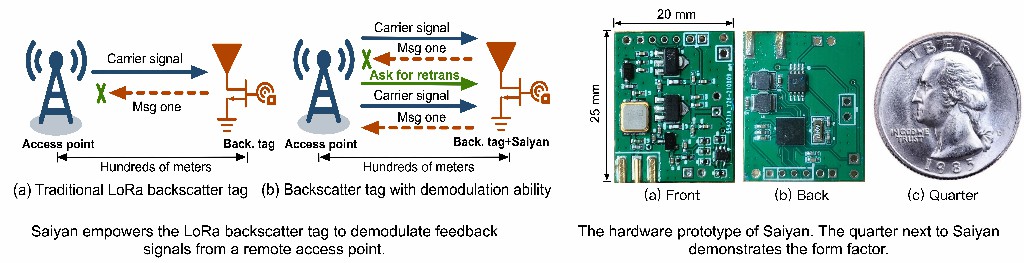 Carrier signal
Msg one
Access point
Back. tag
Hundreds of meters
(a) Traditional LoRa backscatter tag
Carrier signal
Msg one
Ask for retrans
Carrier signal
Msg one
Access point
Back. tag+Saiyan
Hundreds of meters
(b) Backscatter tag with demodulation ability
Saiyan empowers the LoRa backscatter tag to demodulate feedback
signals from a remote access point.
20 mm
25 mm
(a) Front
(b) Back
LIBERTY
INCOME
TRUST
1985
(c) Quarter
The hardware prototype of Saiyan. The quarter next to Saiyan
demonstrates the form factor.